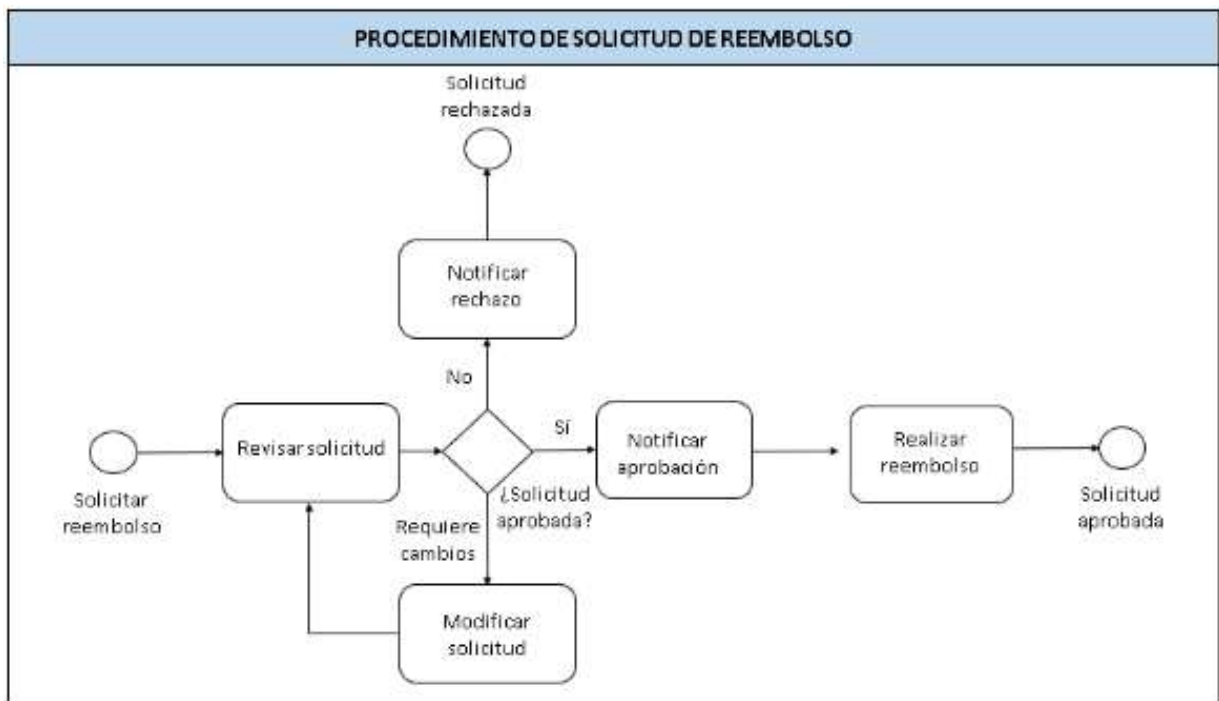 PROCEDIMIENTO DE SOLICITUD DE REEMBOLSO
Solicitud
rechazada
Notificar
rechazo
No
Revisar solicitud
Sí
Notificar
aprobación
Realizar
reembolso
Solicitar
reembolso
¿Solicitud
aprobada?
Solicitud
aprobada
Requiere
cambios
Modificar
solicitud